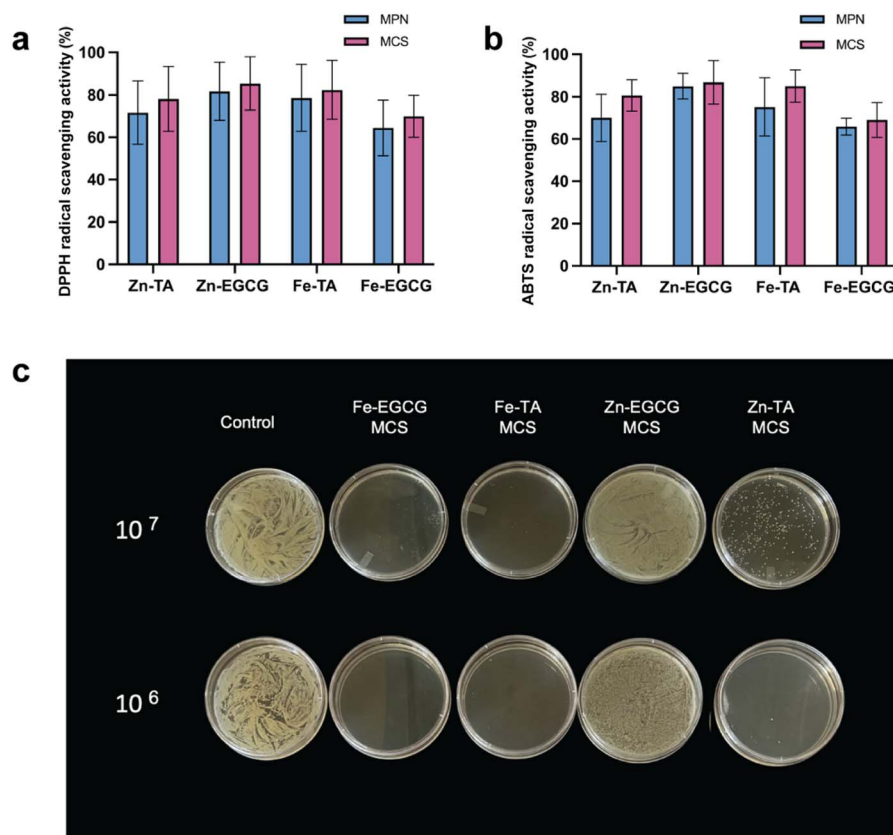 a
MPN
MCS
DPPH radical scavenging activity (%)
100
80
60
40
20
0
Zn-TA
Zn-EGCG
Fe-TA
Fe-EGCG
b
MPN
MCS
ABTS radical scavenging activity (%)
100
80
60
40
20
0
Zn-TA
Zn-EGCG
Fe-TA
Fe-EGCG
c
Control
Fe-EGCG
MCS
Fe-TA
MCS
Zn-EGCG
MCS
Zn-TA
MCS
10 7
10 6